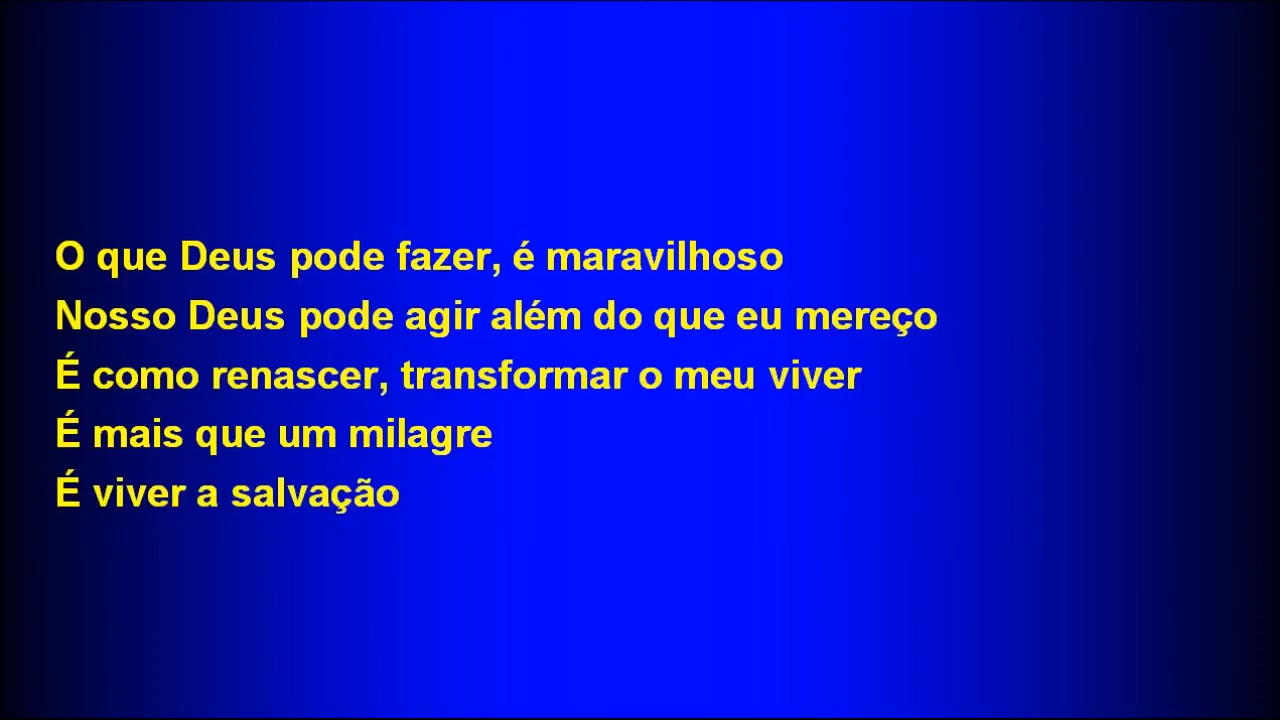 O que Deus pode fazer, é maravilhoso
Nosso Deus pode agir além do que eu mereço
É como renascer, transformar o meu viver
É mais que um milagre
É viver a salvação